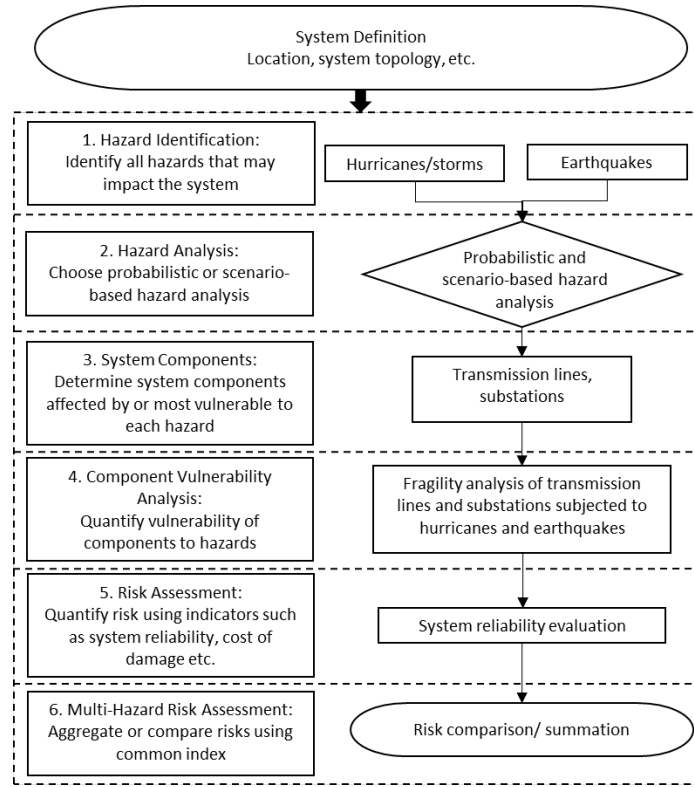 System Definition
Location, system topology, etc.
1. Hazard Identification:
Identify all hazards that may
impact the system
Hurricanes/storms
Earthquakes
2. Hazard Analysis:
Choose probabilistic or scenario-
based hazard analysis
Probabilistic and
scenario-based hazard
analysis
3. System Components:
Determine system components
affected by or most vulnerable to
each hazard
Transmission lines,
substations
4. Component Vulnerability
Analysis:
Quantify vulnerability of
components to hazards
Fragility analysis of transmission
lines and substations subjected to
hurricanes and earthquakes
5. Risk Assessment:
Quantify risk using indicators such
as system reliability, cost of
damage etc.
System reliability evaluation
6. Multi-Hazard Risk Assessment:
Aggregate or compare risks using
common index
Risk comparison/ summation